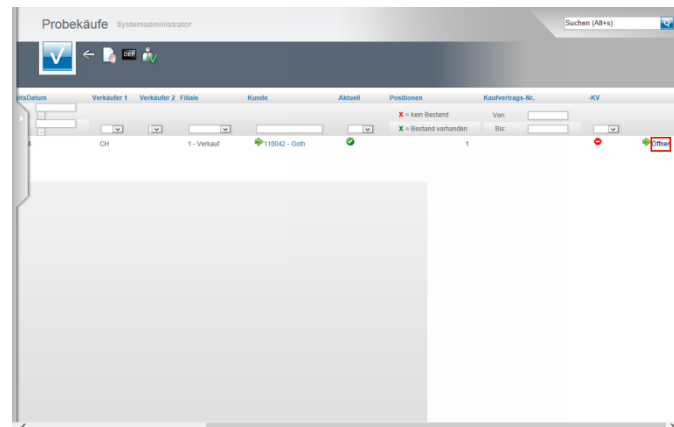 Probekäufe Systemadministrator Suchen (Alt+s)
DEF
itsDatum Verkäufer 1 Verkäufer 2 Filiale Kunde Aktuell Positionen Kaufvertrags-Nr. -KV
X = kein Bestand Von:
X = Bestand vorhanden Bis:
CH 1 - Verkauf 110042 - Goth 1 Öffnen